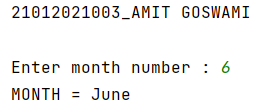 21012021003_AMIT GOSWAMI
Enter month number : 6
MONTH = June